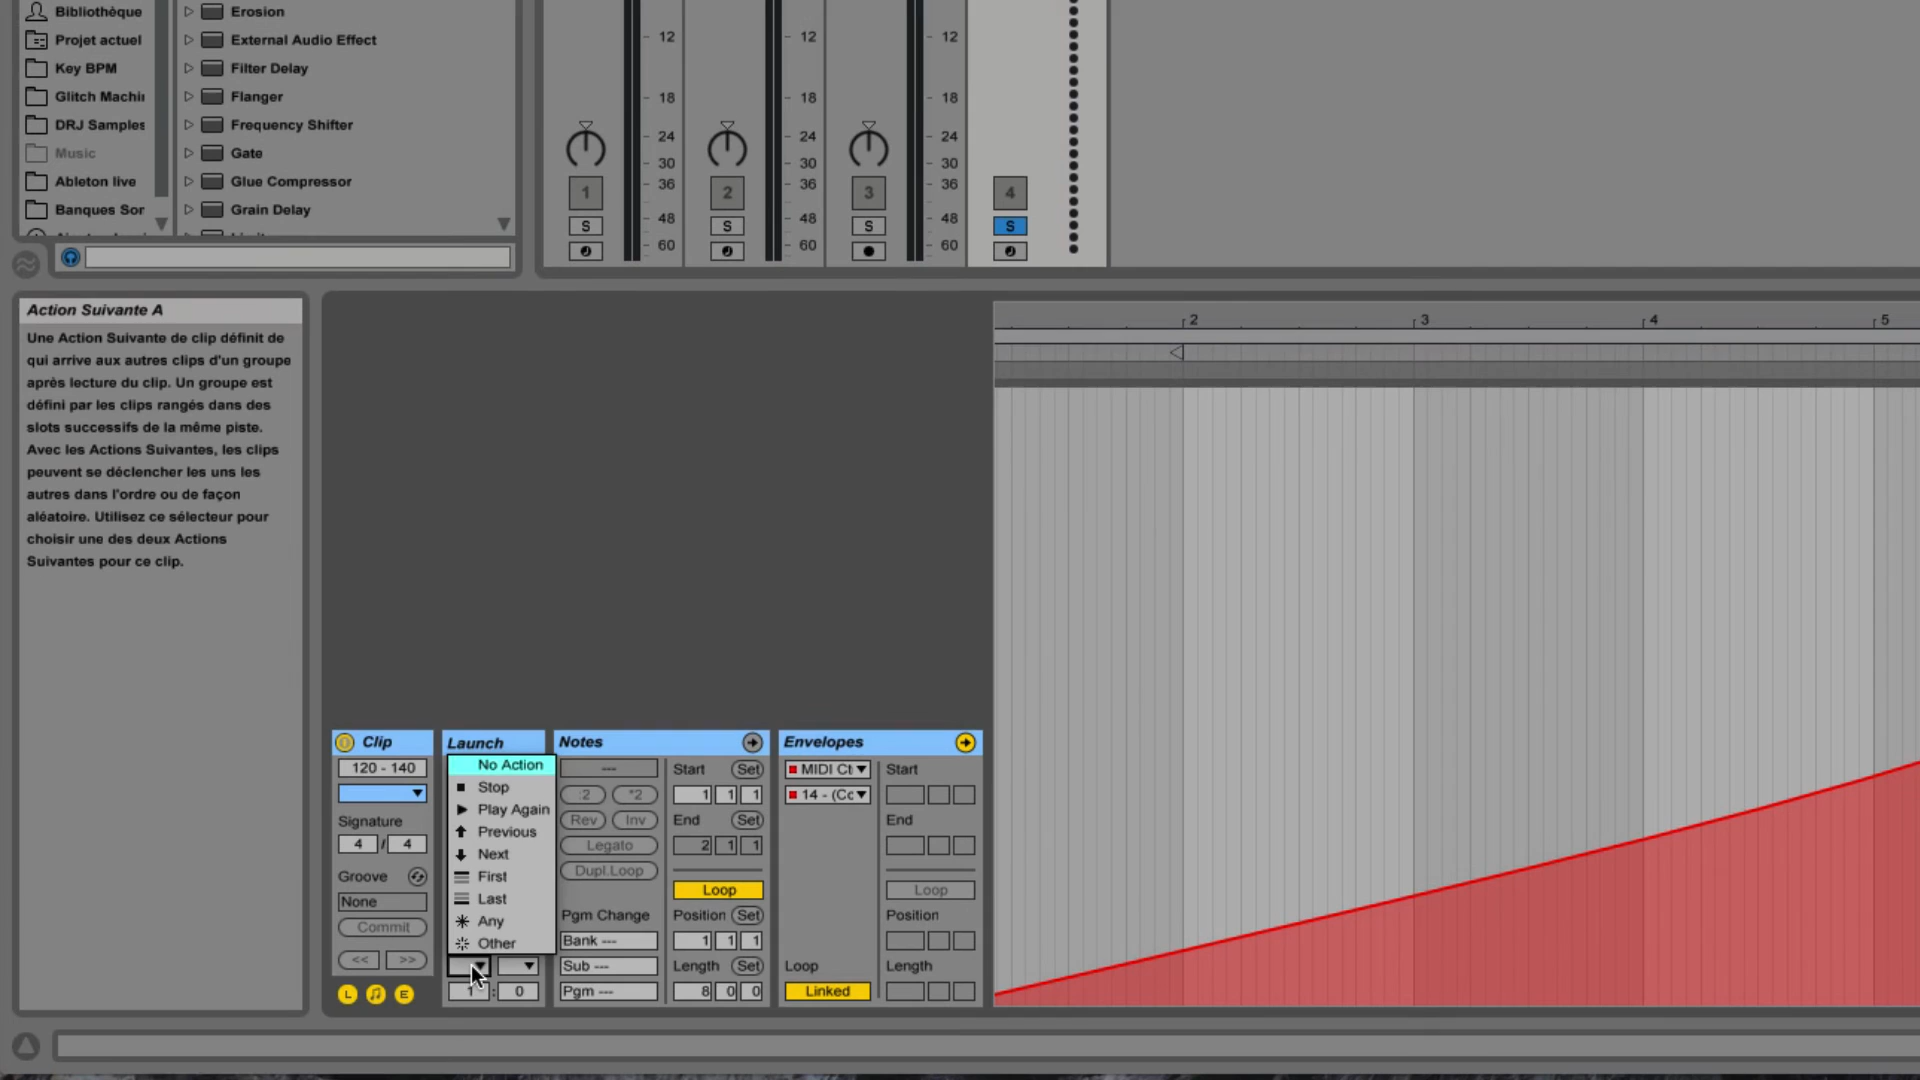 Bibliothèque
Projet actuel
Key BPM
Glitch Machin
DRJ Samples
Music
Ableton live
Banques Sor
Erosion
External Audio Effect
Filter Delay
Flanger
Frequency Shifter
Gate
Glue Compressor
Grain Delay
12 12 12
18 18 18
24 24 24
30 30 30
36 36 36
48 48 48
60 60 60
1 2 3 4
S S S S
Action Suivante A
Une Action Suivante de clip définit de
qui arrive aux autres clips d'un groupe
après lecture du clip. Un groupe est
défini par les clips rangés dans des
slots successifs de la même piste.
Avec les Actions Suivantes, les clips
peuvent se déclencher les uns les
autres dans l'ordre ou de façon
aléatoire. Utilisez ce sélecteur pour
choisir une des deux Actions
Suivantes pour ce clip.
2 3 4 5
Clip
120 - 140
Signature
4 / 4
Groove
None
Commit
<< >>
L E
Launch
No Action
Stop
Play Again
Previous
Next
First
Last
Any
Other
1 : 0
Notes
---
:2 *2
Rev Inv
Legato
Dupl.Loop
Pgm Change
Bank ---
Sub ---
Pgm ---
Start Set
1 1 1
End Set
2 1 1
Loop
Position Set
1 1 1
Length Set
8 0 0
Envelopes
MIDI Ct
14 - (Cc
Loop
Linked
Start
End
Loop
Position
Length